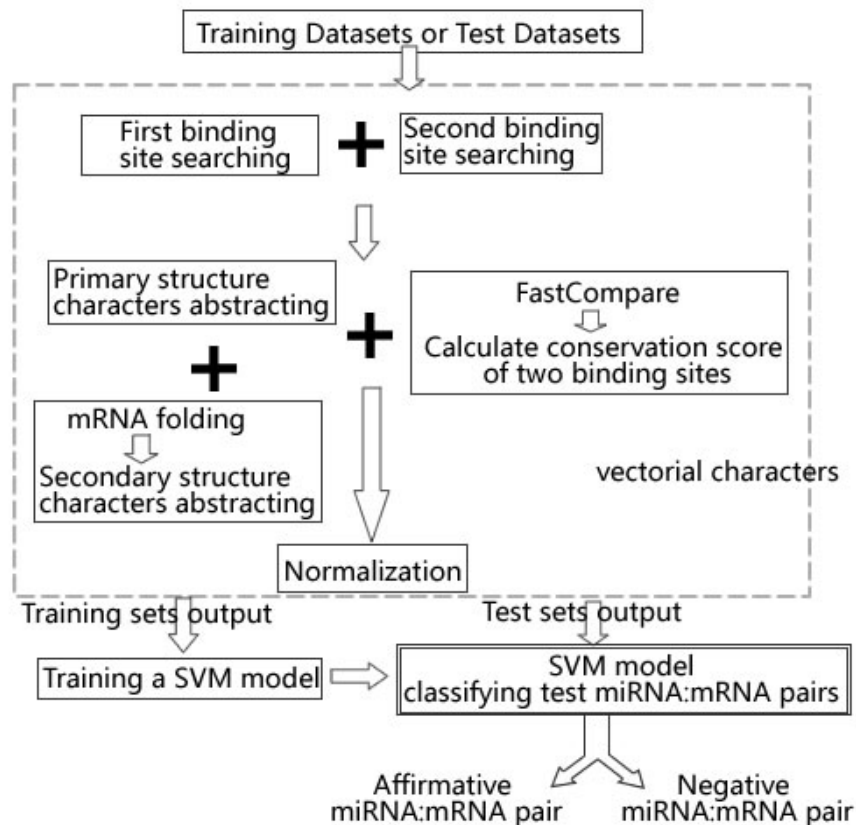 Training Datasets or Test Datasets
First binding
site searching
Second binding
site searching
Primary structure
characters abstracting
FastCompare
Calculate conservation score
of two binding sites
mRNA folding
Secondary structure
characters abstracting
vectorial characters
Normalization
Training sets output
Test sets output
Training a SVM model
SVM model
classifying test miRNA:mRNA pairs
Affirmative
miRNA:mRNA pair
Negative
miRNA:mRNA pair